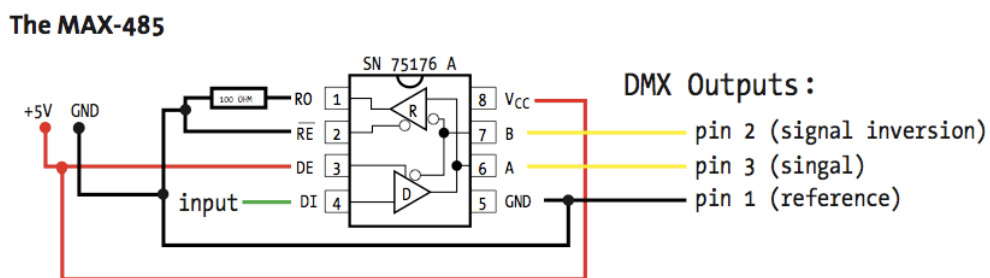 The MAX-485
SN 75176 A
DMX Outputs:
+5V GND
100 OHM RO 1 8 VCC
R
RE 2 7 B pin 2 (signal inversion)
DE 3 6 A pin 3 (singal)
D
input DI 4 5 GND pin 1 (reference)